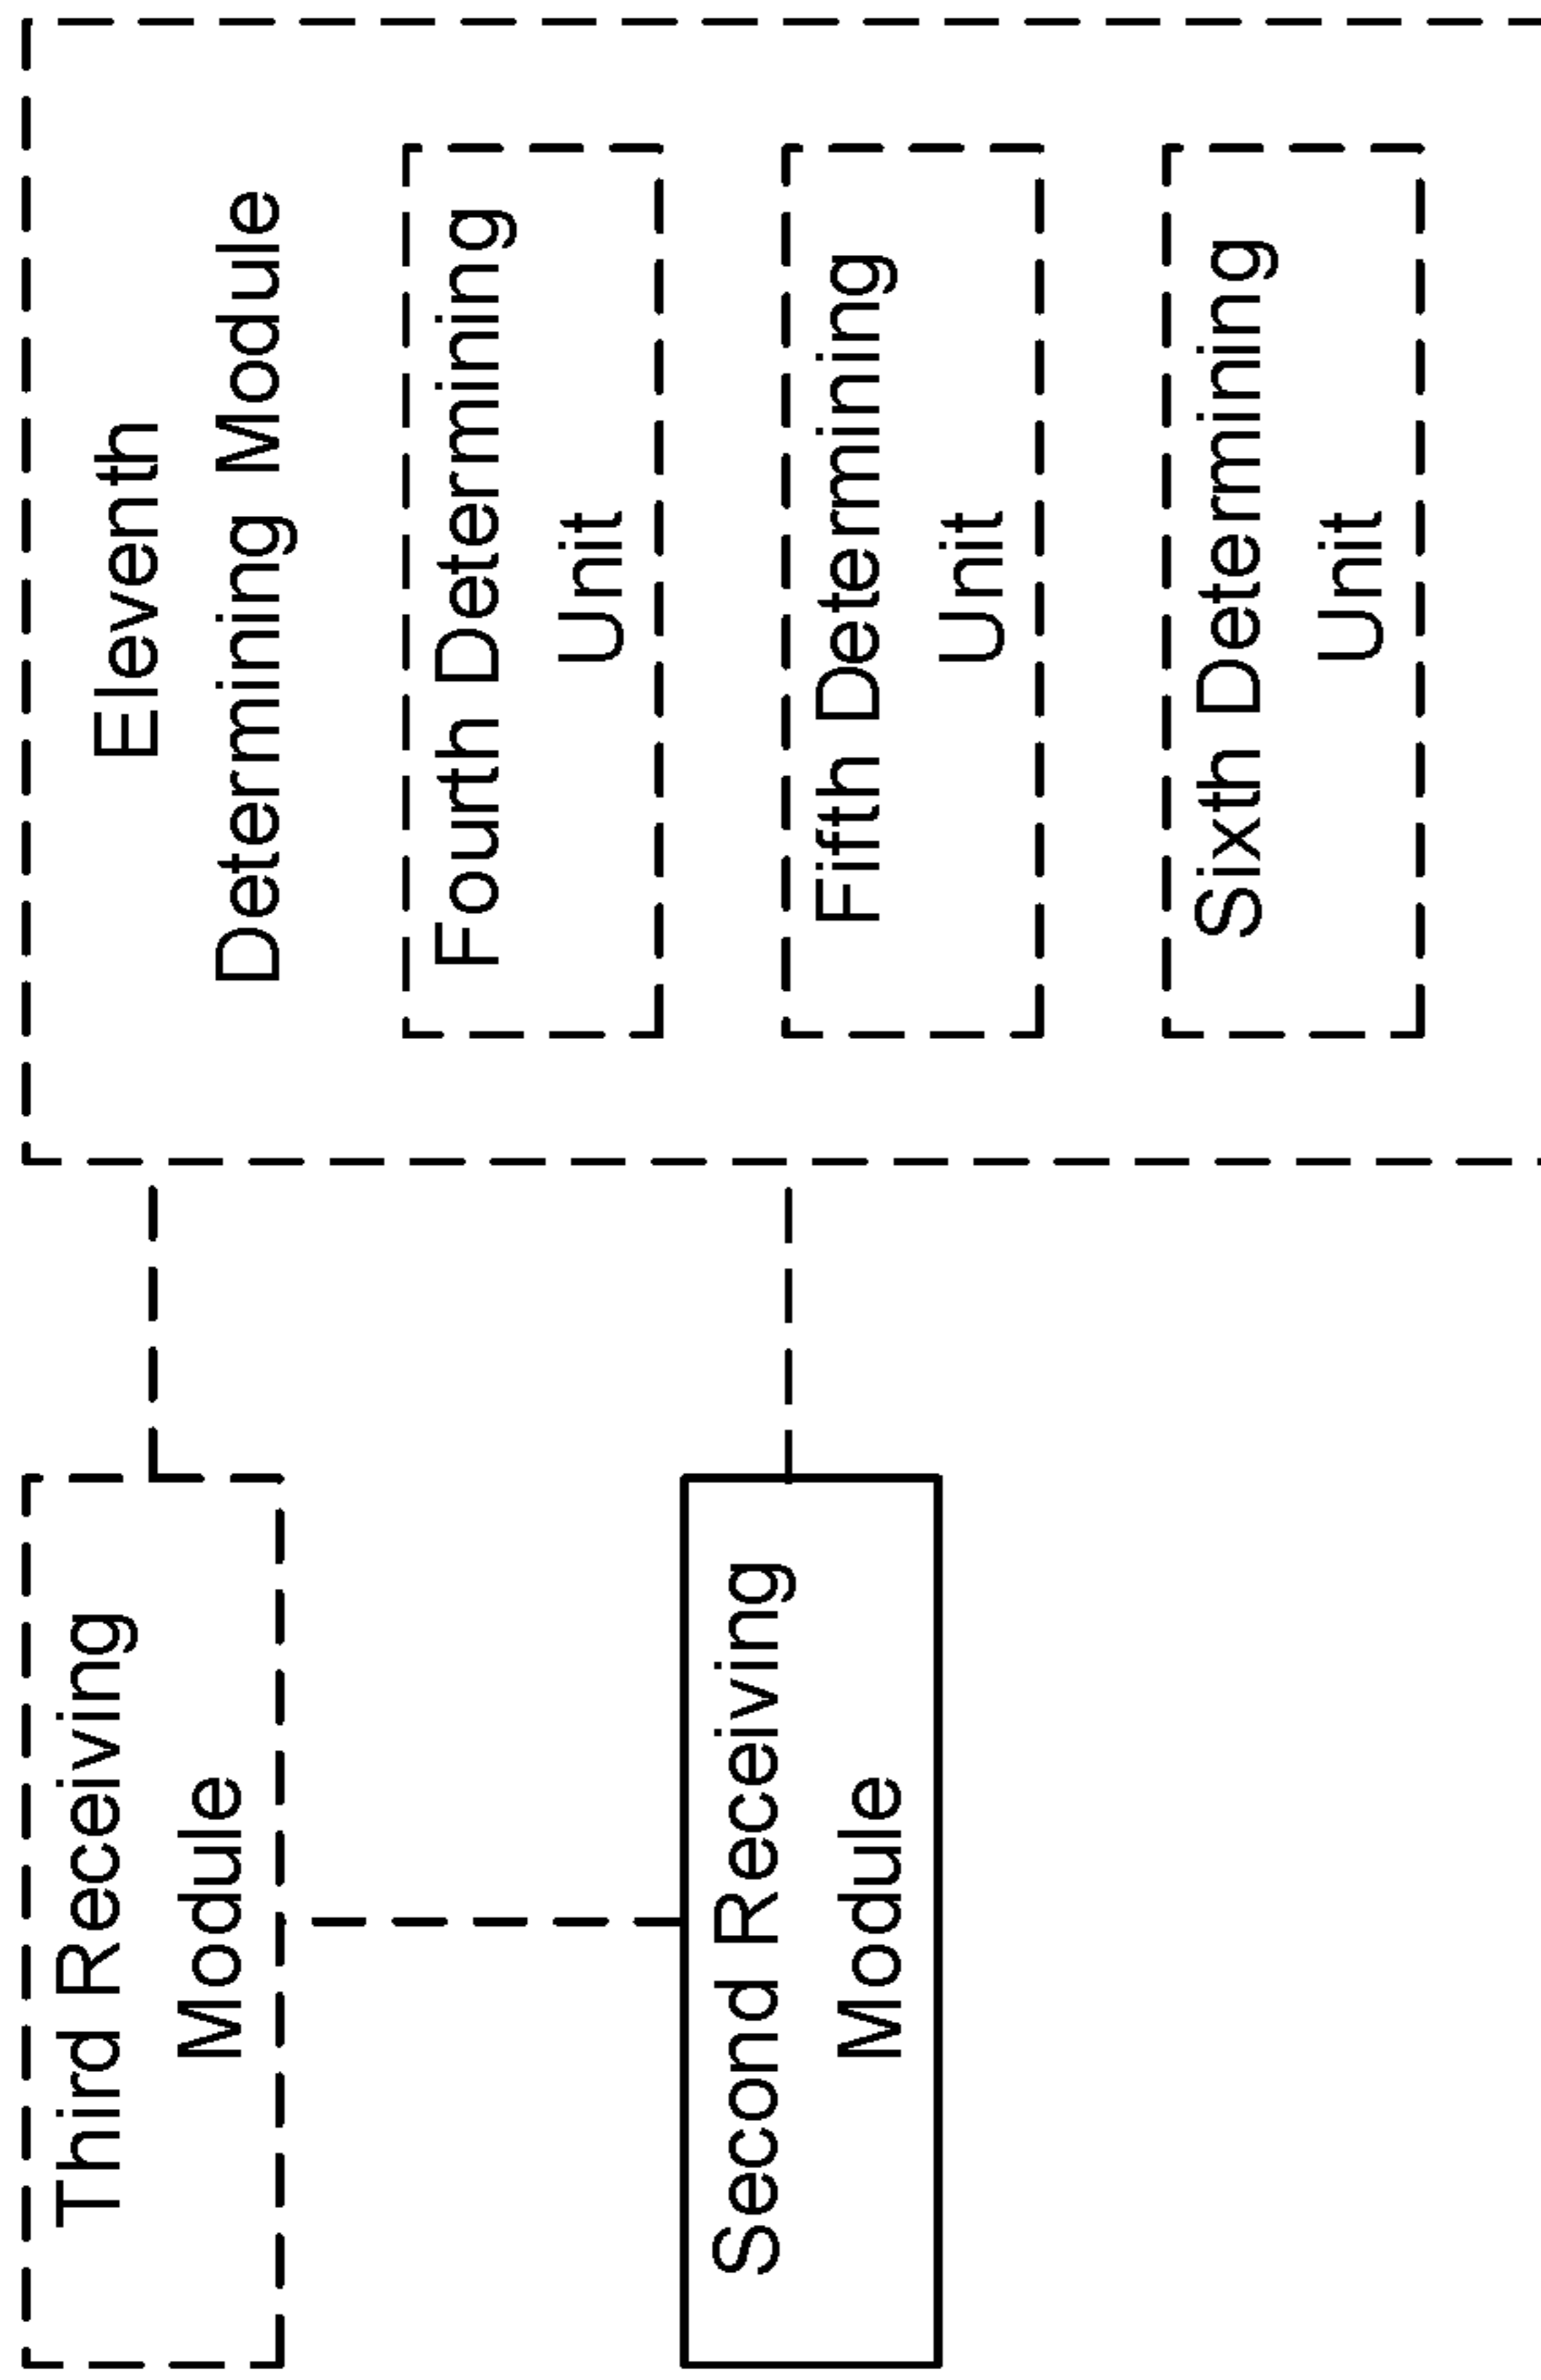 Third Receiving
Module
Second Receiving
Module
Eleventh
Determining Module
Fourth Determining
Unit
Fifth Determining
Unit
Sixth Determining
Unit